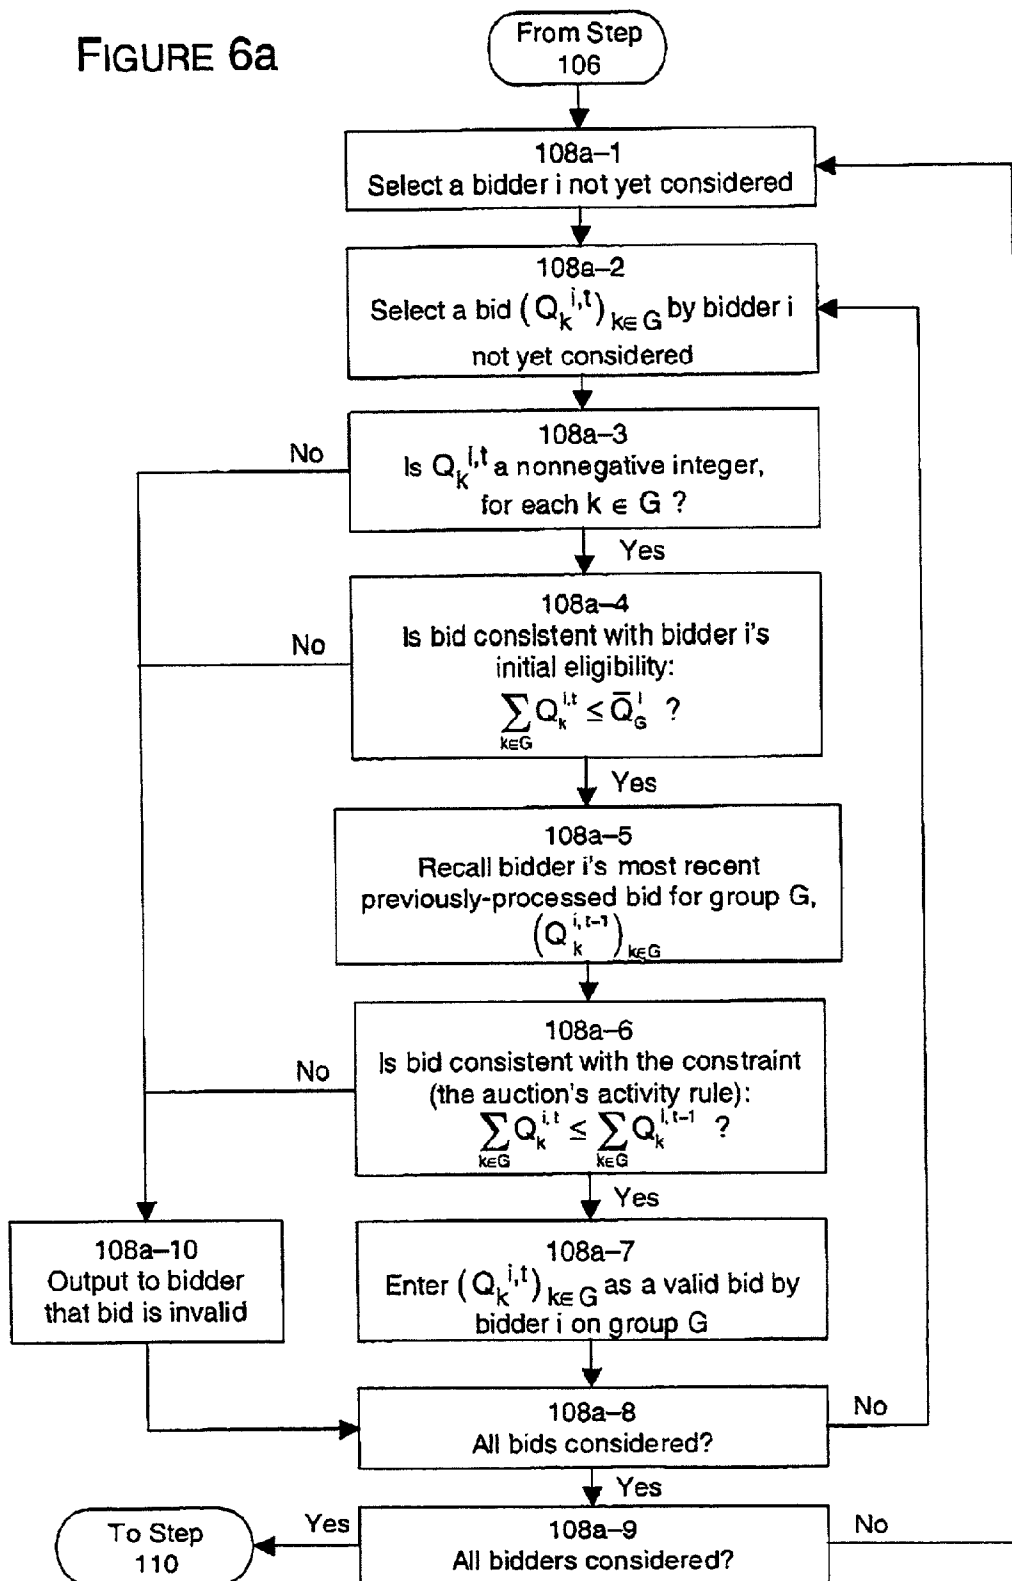 FIGURE 6a
From Step
106
108a–1
Select a bidder i not yet considered
108a–2
Select a bid (Q_k^{i,t})_{k∈G} by bidder i
not yet considered
108a–3
Is Q_k^{i,t} a nonnegative integer,
for each k ∈ G ?
No
Yes
108a–4
Is bid consistent with bidder i's
initial eligibility:
∑_{k∈G} Q_k^{i,t} ≤ Q̄_G^i ?
No
Yes
108a–5
Recall bidder i's most recent
previously-processed bid for group G,
(Q_k^{i,t–1})_{k∈G}
108a–6
Is bid consistent with the constraint
(the auction's activity rule):
∑_{k∈G} Q_k^{i,t} ≤ ∑_{k∈G} Q_k^{i,t–1} ?
No
Yes
108a–10
Output to bidder
that bid is invalid
108a–7
Enter (Q_k^{i,t})_{k∈G} as a valid bid by
bidder i on group G
108a–8
All bids considered?
No
Yes
108a–9
All bidders considered?
No
Yes
To Step
110